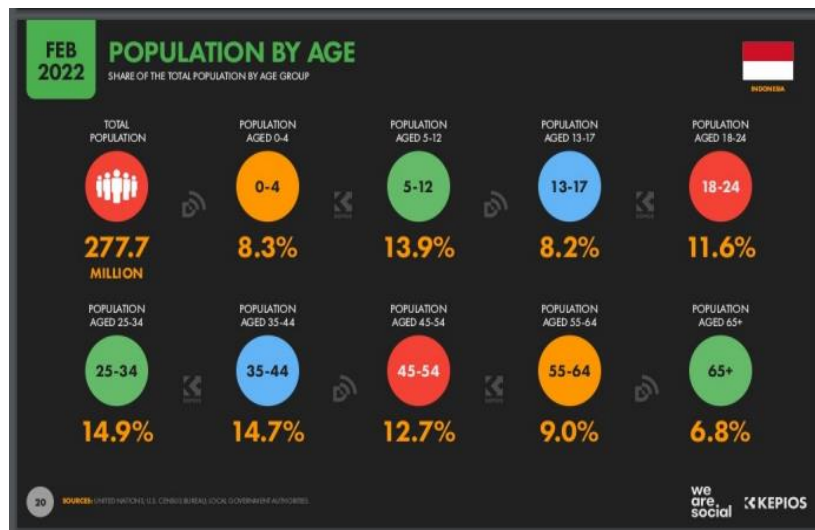 FEB
2022
POPULATION BY AGE
SHARE OF THE TOTAL POPULATION BY AGE GROUP
INDONESIA
TOTAL
POPULATION
277.7
MILLION
POPULATION
AGED 0-4
0-4
8.3%
POPULATION
AGED 5-12
5-12
13.9%
POPULATION
AGED 13-17
13-17
8.2%
POPULATION
AGED 18-24
18-24
11.6%
POPULATION
AGED 25-34
25-34
14.9%
POPULATION
AGED 35-44
35-44
14.7%
POPULATION
AGED 45-54
45-54
12.7%
POPULATION
AGED 55-64
55-64
9.0%
POPULATION
AGED 65+
65+
6.8%
KEPIOS
KEPIOS
KEPIOS
KEPIOS
20
SOURCES: UNITED NATIONS; U.S. CENSUS BUREAU; LOCAL GOVERNMENT AUTHORITIES.
we
are.
social
KEPIOS